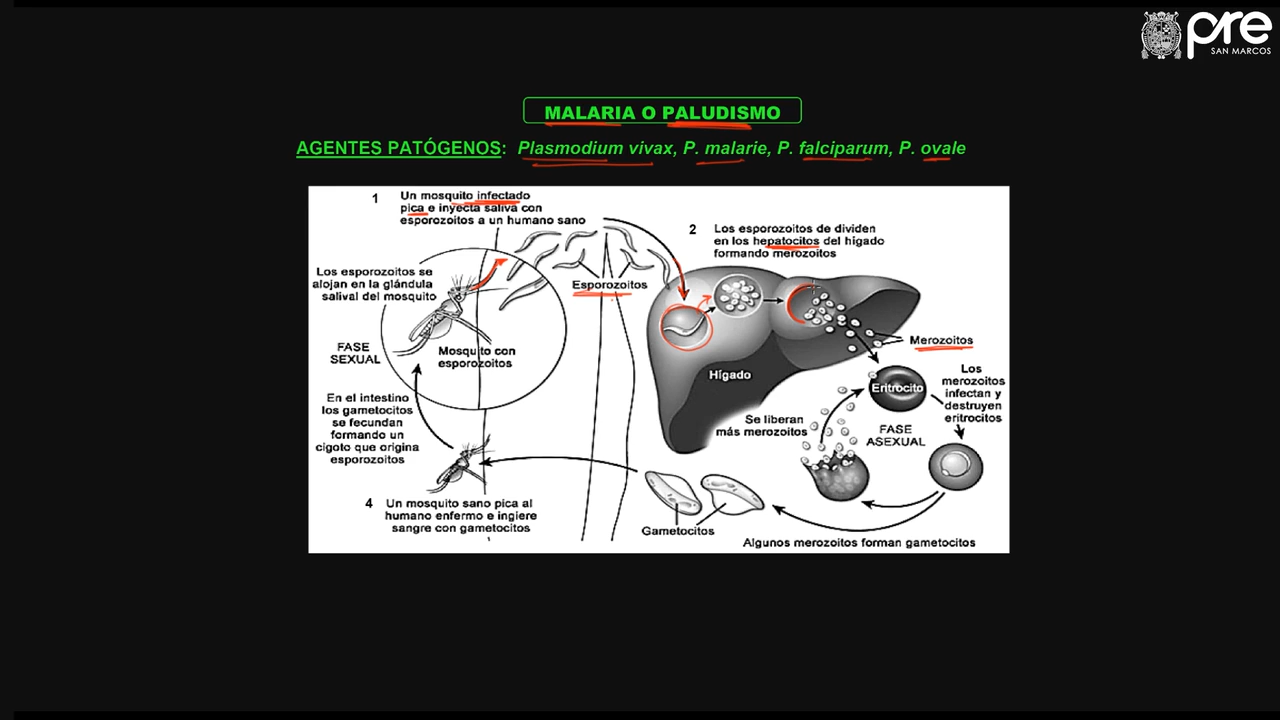 pre
SAN MARCOS
MALARIA O PALUDISMO
AGENTES PATÓGENOS: Plasmodium vivax, P. malarie, P. falciparum, P. ovale
1 Un mosquito infectado
pica e inyecta saliva con
esporozoitos a un humano sano
2 Los esporozoitos de dividen
en los hepatocitos del hígado
formando merozoitos
Los esporozoitos se
alojan en la glándula
salival del mosquito
Esporozoitos
FASE
SEXUAL
Mosquito con
esporozoitos
Merozoitos
Hígado
Eritrocito
Los
merozoitos
infectan y
destruyen
eritrocitos
En el intestino
los gametocitos
se fecundan
formando un
cigoto que origina
esporozoitos
Se liberan
más merozoitos
FASE
ASEXUAL
4 Un mosquito sano pica al
humano enfermo e ingiere
sangre con gametocitos
Gametocitos
Algunos merozoitos forman gametocitos